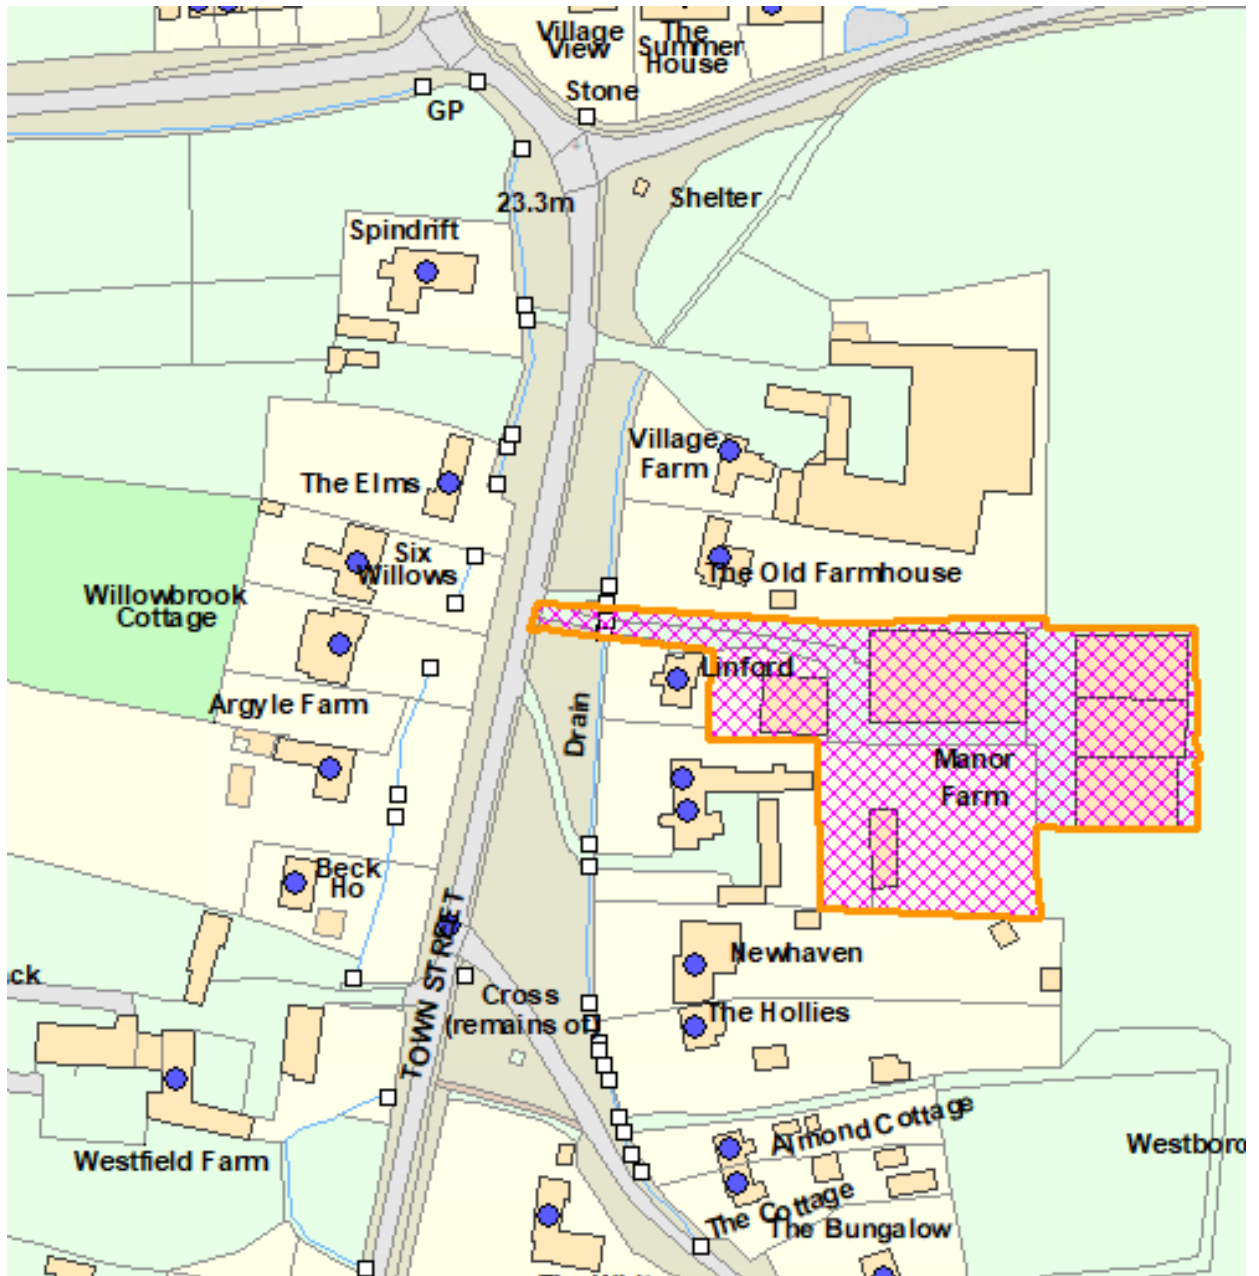 Village
View
The
Summer
House
Stone
GP
23.3m
Shelter
Spindrift
Village
Farm
The Elms
Six
Willows
The Old Farmhouse
Willowbrook
Cottage
Linford
Argyle Farm
Drain
Manor
Farm
Beck
Ho
TOWN STREET
Newhaven
ck
Cross
(remains of)
The Hollies
Almond Cottage
Westboro
Westfield Farm
The Cottage
The Bungalow